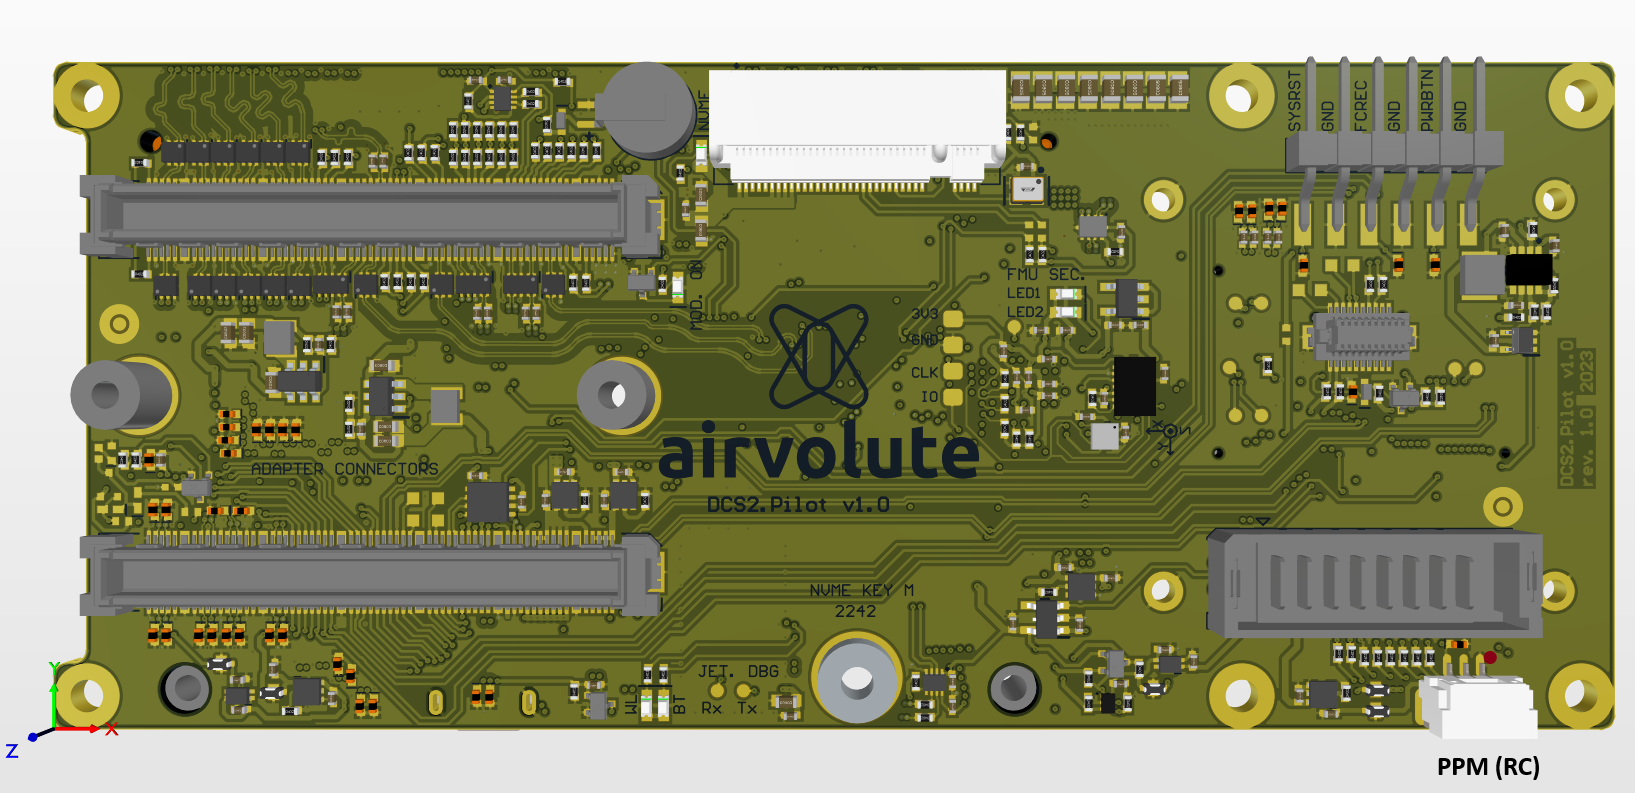 SYSRST
GND
FCREC
GND
PWRBTN
GND
NVME
MOD. ON
FMU SEC.
LED1
LED2
3V3
GND
CLK
IO
DCS2.Pilot v1.0
rev. 1.0 2023
airvolute
DCS2.Pilot v1.0
ADAPTER CONNECTORS
NVME KEY M
2242
JET. DBG
Rx Tx
WL
BT
Y
X
Z
PPM (RC)